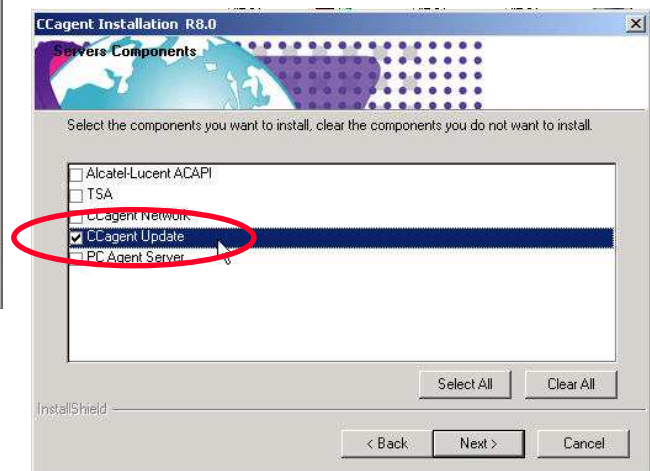 CCagent Installation R8.0
Servers Components
Select the components you want to install, clear the components you do not want to install.
Alcatel-Lucent ACAPI
TSA
CCagent Network
CCagent Update
PC Agent Server
Select All
Clear All
InstallShield
< Back
Next >
Cancel